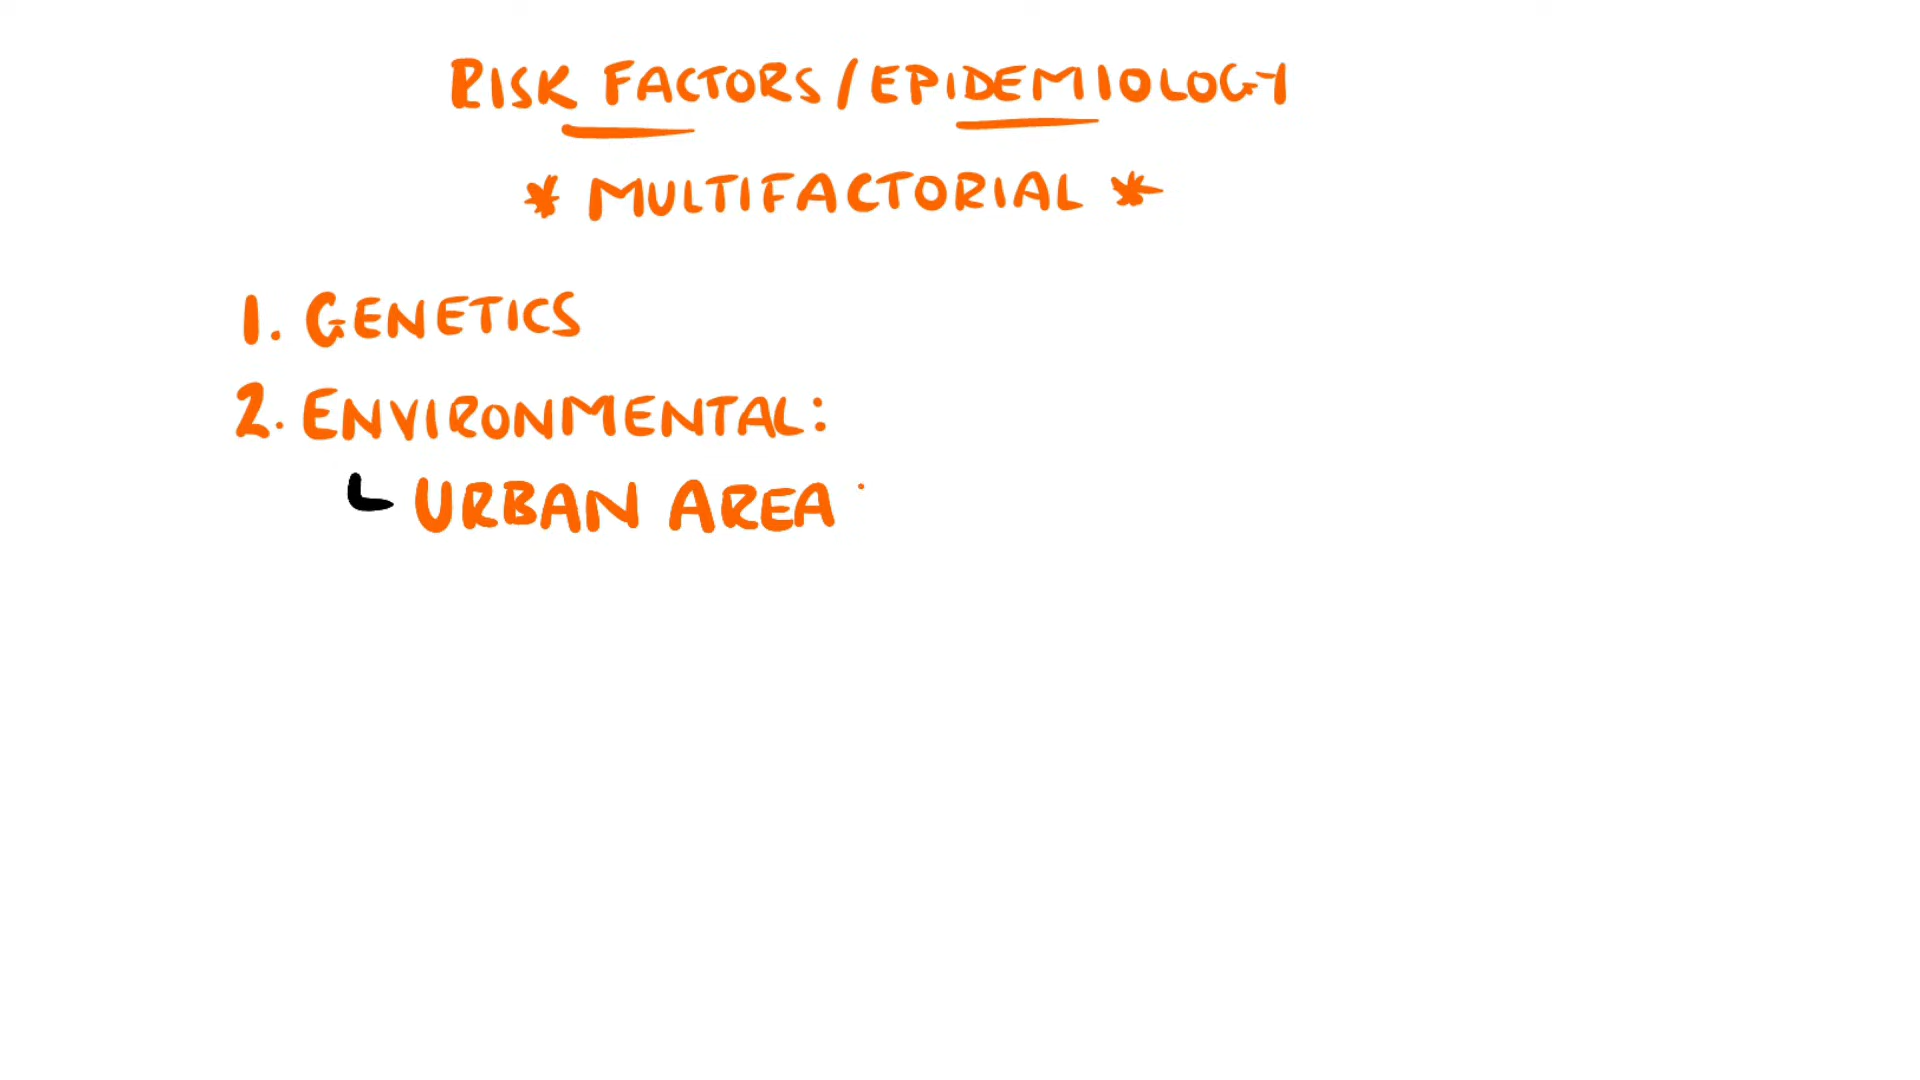 RISK FACTORS/EPIDEMIOLOGY
* MULTIFACTORIAL *
1. GENETICS
2. ENVIRONMENTAL:
URBAN AREA